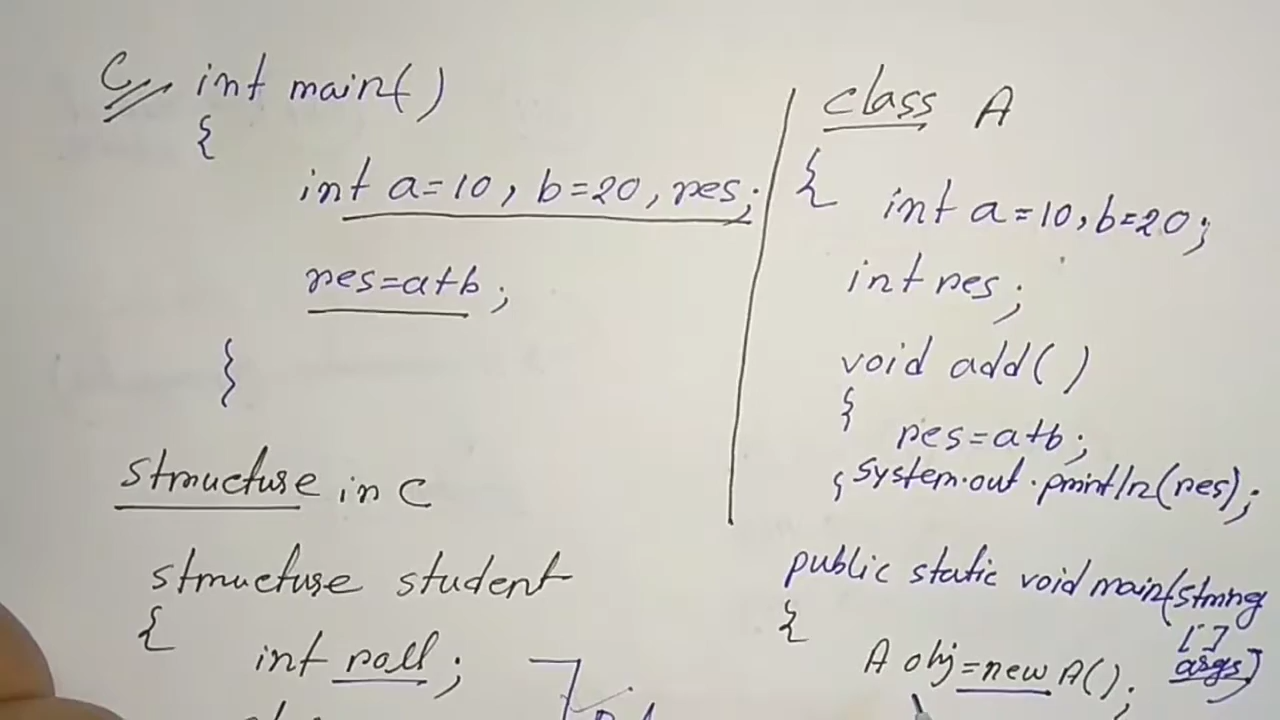 C int main()
{
int a=10, b=20, res;
res=a+b;
}
structure in C
structure student
{
int roll;
class A
{ int a=10, b=20;
int res;
void add()
{
res=a+b;
} system.out.println(res);
public static void main(string
{ []
A obj=new A(); args)